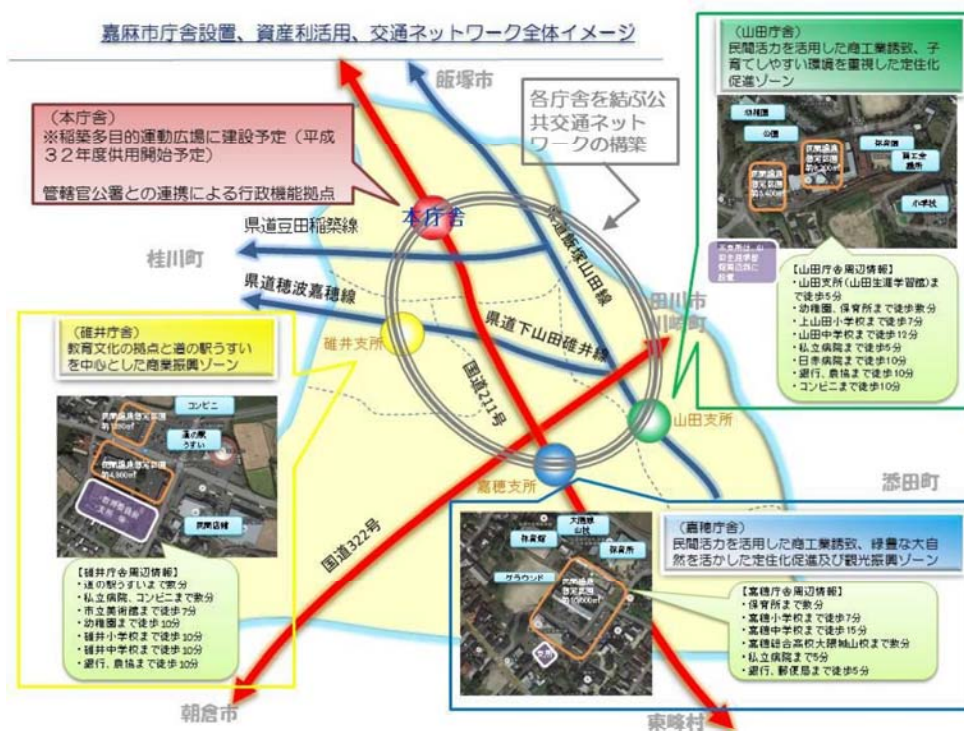 嘉麻市庁舎設置、資産利活用、交通ネットワーク全体イメージ
飯塚市
(本庁舎)
※稲築多目的運動広場に建設予定(平成
32年度供用開始予定)
管轄官公署との連携による行政機能拠点
各庁舎を結ぶ公
共交通ネット
ワークの構築
(山田庁舎)
民間活力を活用した商工業誘致、子
育てしやすい環境を重視した定住化
促進ゾーン
幼稚園
公園
保育園
商工会議所
小学校
【山田庁舎周辺情報】
・山田支所(山田生涯学習館)ま
で徒歩5分
・幼稚園、保育所まで徒歩数分
・上山田小学校まで徒歩7分
・山田中学校まで徒歩12分
・私立病院まで徒歩5分
・日赤病院まで徒歩10分
・銀行、農協まで徒歩10分
・コンビニまで徒歩10分
本庁舎
県道豆田稲築線
桂川町
県道穂波嘉穂線
県道飯塚山田線
田川市
川崎町
県道下山田碓井線
碓井支所
国道211号
山田支所
嘉穂支所
添田町
国道322号
朝倉市
東峰村
(碓井庁舎)
教育文化の拠点と道の駅うすい
を中心とした商業振興ゾーン
コンビニ
道の駅
うすい
民間店舗
【碓井庁舎周辺情報】
・道の駅うすいまで数分
・私立病院、コンビニまで数分
・市立美術館まで徒歩7分
・幼稚園まで徒歩10分
・碓井小学校まで徒歩10分
・碓井中学校まで徒歩10分
・銀行、農協まで徒歩10分
(嘉穂庁舎)
民間活力を活用した商工業誘致、緑豊な大自
然を活かした定住化促進及び観光振興ゾーン
保育所
グラウンド
支所
【嘉穂庁舎周辺情報】
・保育所まで数分
・嘉穂小学校まで徒歩7分
・嘉穂中学校まで徒歩15分
・嘉穂総合高校大隈城山校まで数分
・私立病院まで5分
・銀行、郵便局まで徒歩5分